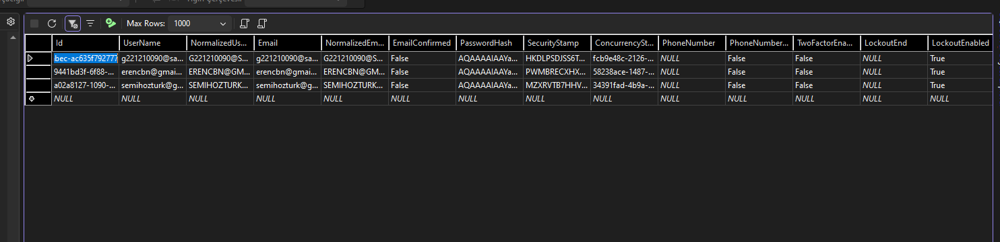 Max Rows: 1000
Id UserName NormalizedUs... Email NormalizedEm... EmailConfirmed PasswordHash SecurityStamp ConcurrencySt... PhoneNumber PhoneNumber... TwoFactorEna... LockoutEnd LockoutEnabled
bec-ac635f792777 g221210090@sa... G221210090@S... g221210090@sa... G221210090@S... False AQAAAAIAAYa... HKDLPSDJSS6T... fcb9e48c-2126-... NULL False False NULL True
9441bd3f-6f88-... erencbn@gmai... ERENCBN@GM... erencbn@gmai... ERENCBN@GM... False AQAAAAIAAYa... PWMBRECXHX... 58238ace-1487-... NULL False False NULL True
a02a8127-1090-... semihozturk@g... SEMIHOZTURK... semihozturk@g... SEMIHOZTURK... False AQAAAAIAAYa... MZXRVTB7HHV... 34391fad-4b9a-... NULL False False NULL True
NULL NULL NULL NULL NULL NULL NULL NULL NULL NULL NULL NULL NULL NULL